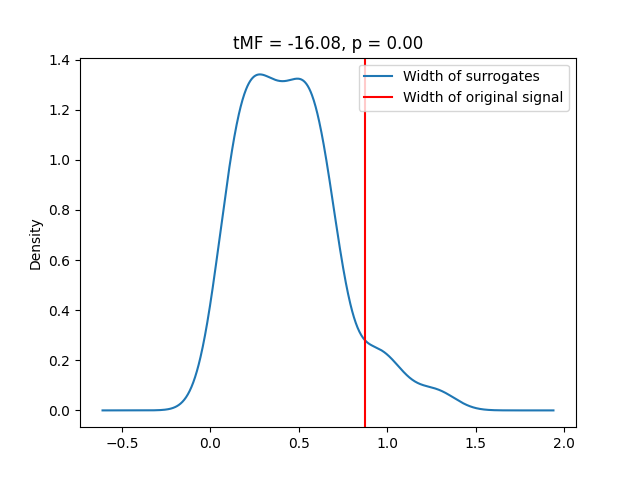 tMF = -16.08, p = 0.00
Width of surrogates
Width of original signal
Density
1.4
1.2
1.0
0.8
0.6
0.4
0.2
0.0
−0.5 0.0 0.5 1.0 1.5 2.0